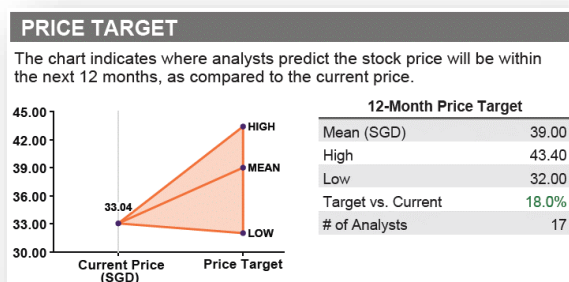 PRICE TARGET
The chart indicates where analysts predict the stock price will be within
the next 12 months, as compared to the current price.
45.00
42.00
39.00
36.00
33.00
30.00
33.04
HIGH
MEAN
LOW
Current Price
(SGD)
Price Target
12-Month Price Target
Mean (SGD) 39.00
High 43.40
Low 32.00
Target vs. Current 18.0%
# of Analysts 17